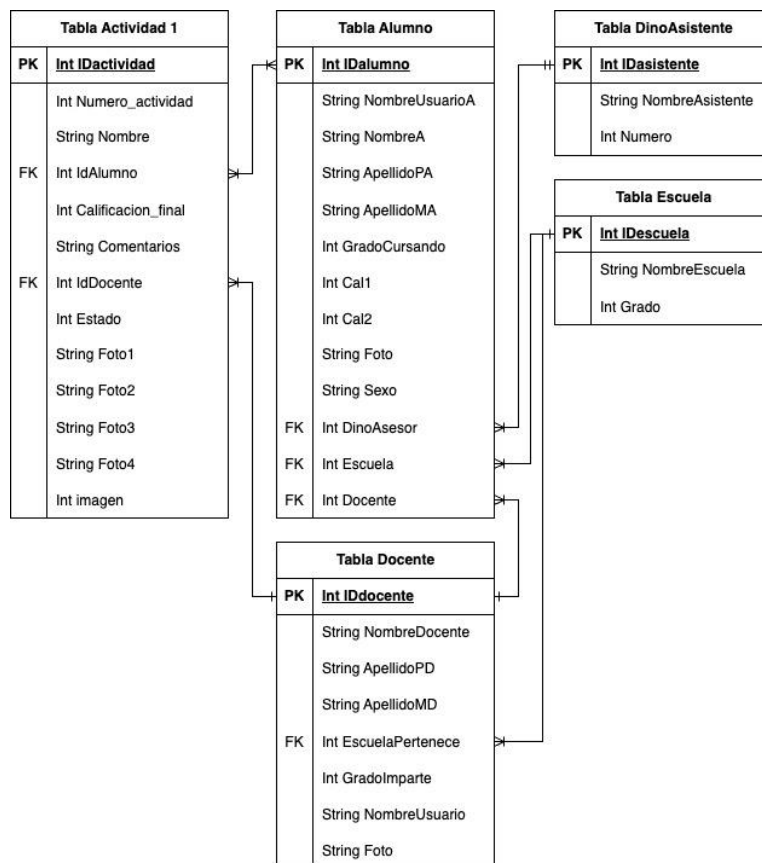 Tabla Actividad 1
PK Int IDactividad
Int Numero_actividad
String Nombre
FK Int IdAlumno
Int Calificacion_final
String Comentarios
FK Int IdDocente
Int Estado
String Foto1
String Foto2
String Foto3
String Foto4
Int imagen
Tabla Alumno
PK Int IDalumno
String NombreUsuarioA
String NombreA
String ApellidoPA
String ApellidoMA
Int GradoCursando
Int Cal1
Int Cal2
String Foto
String Sexo
FK Int DinoAsesor
FK Int Escuela
FK Int Docente
Tabla DinoAsistente
PK Int IDasistente
String NombreAsistente
Int Numero
Tabla Escuela
PK Int IDescuela
String NombreEscuela
Int Grado
Tabla Docente
PK Int IDdocente
String NombreDocente
String ApellidoPD
String ApellidoMD
FK Int EscuelaPertenece
Int GradoImparte
String NombreUsuario
String Foto